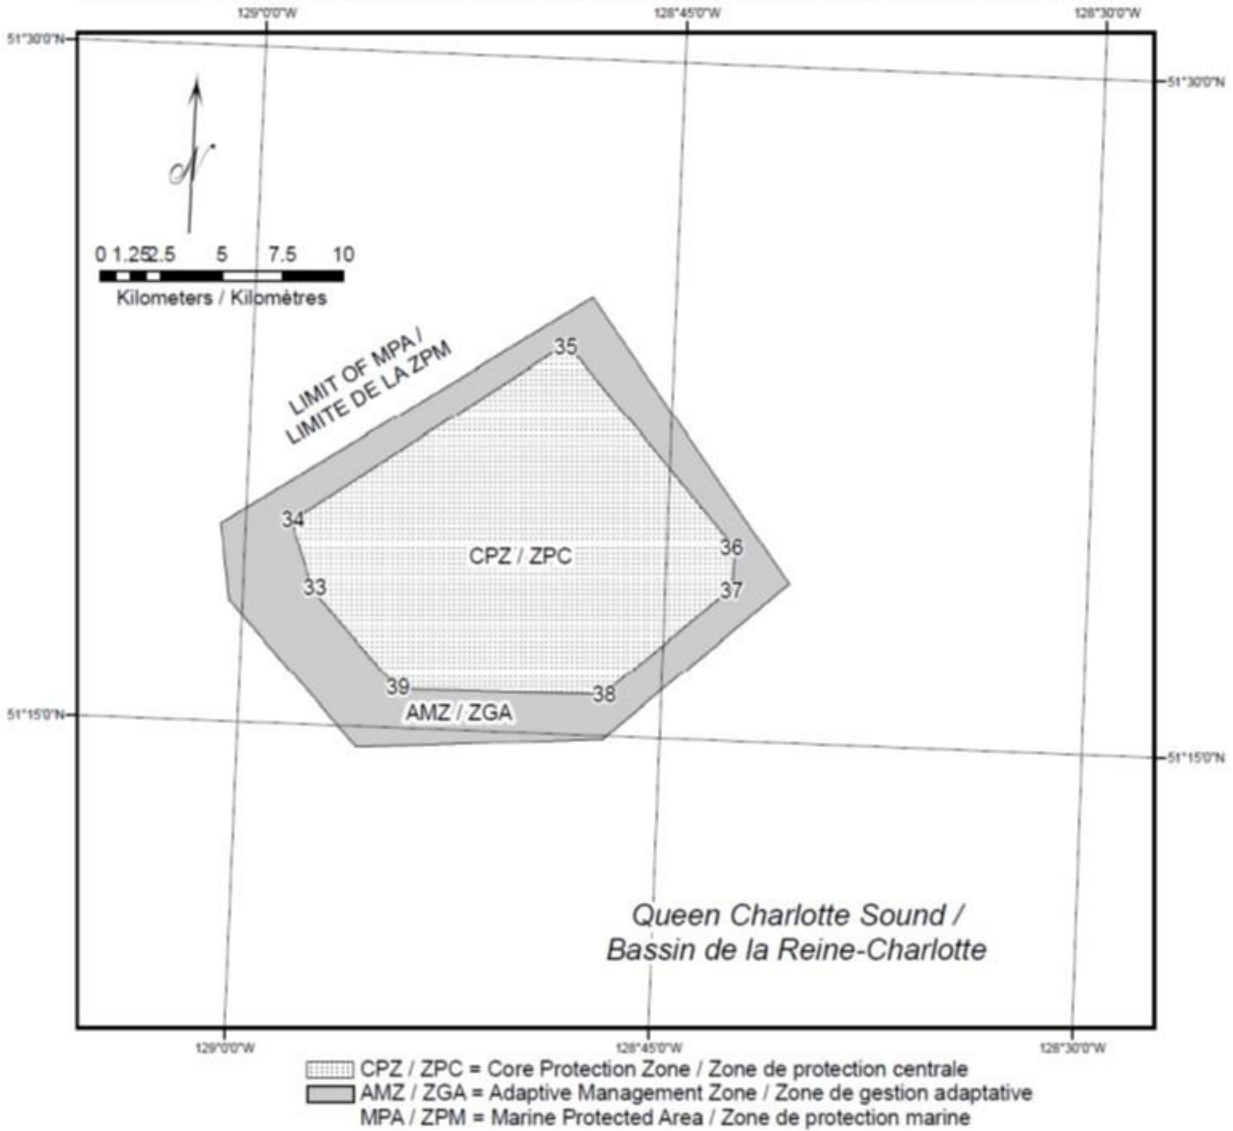 129°0'0"W 128°45'0"W 128°30'0"W
51°30'0"N
51°30'0"N
N
0 1.25 2.5 5 7.5 10
Kilometers / Kilomètres
LIMIT OF MPA /
LIMITE DE LA ZPM
35
34
36
CPZ / ZPC
33
37
39
38
AMZ / ZGA
51°15'0"N
51°15'0"N
Queen Charlotte Sound /
Bassin de la Reine-Charlotte
129°0'0"W 128°45'0"W 128°30'0"W
CPZ / ZPC = Core Protection Zone / Zone de protection centrale
AMZ / ZGA = Adaptive Management Zone / Zone de gestion adaptative
MPA / ZPM = Marine Protected Area / Zone de protection marine